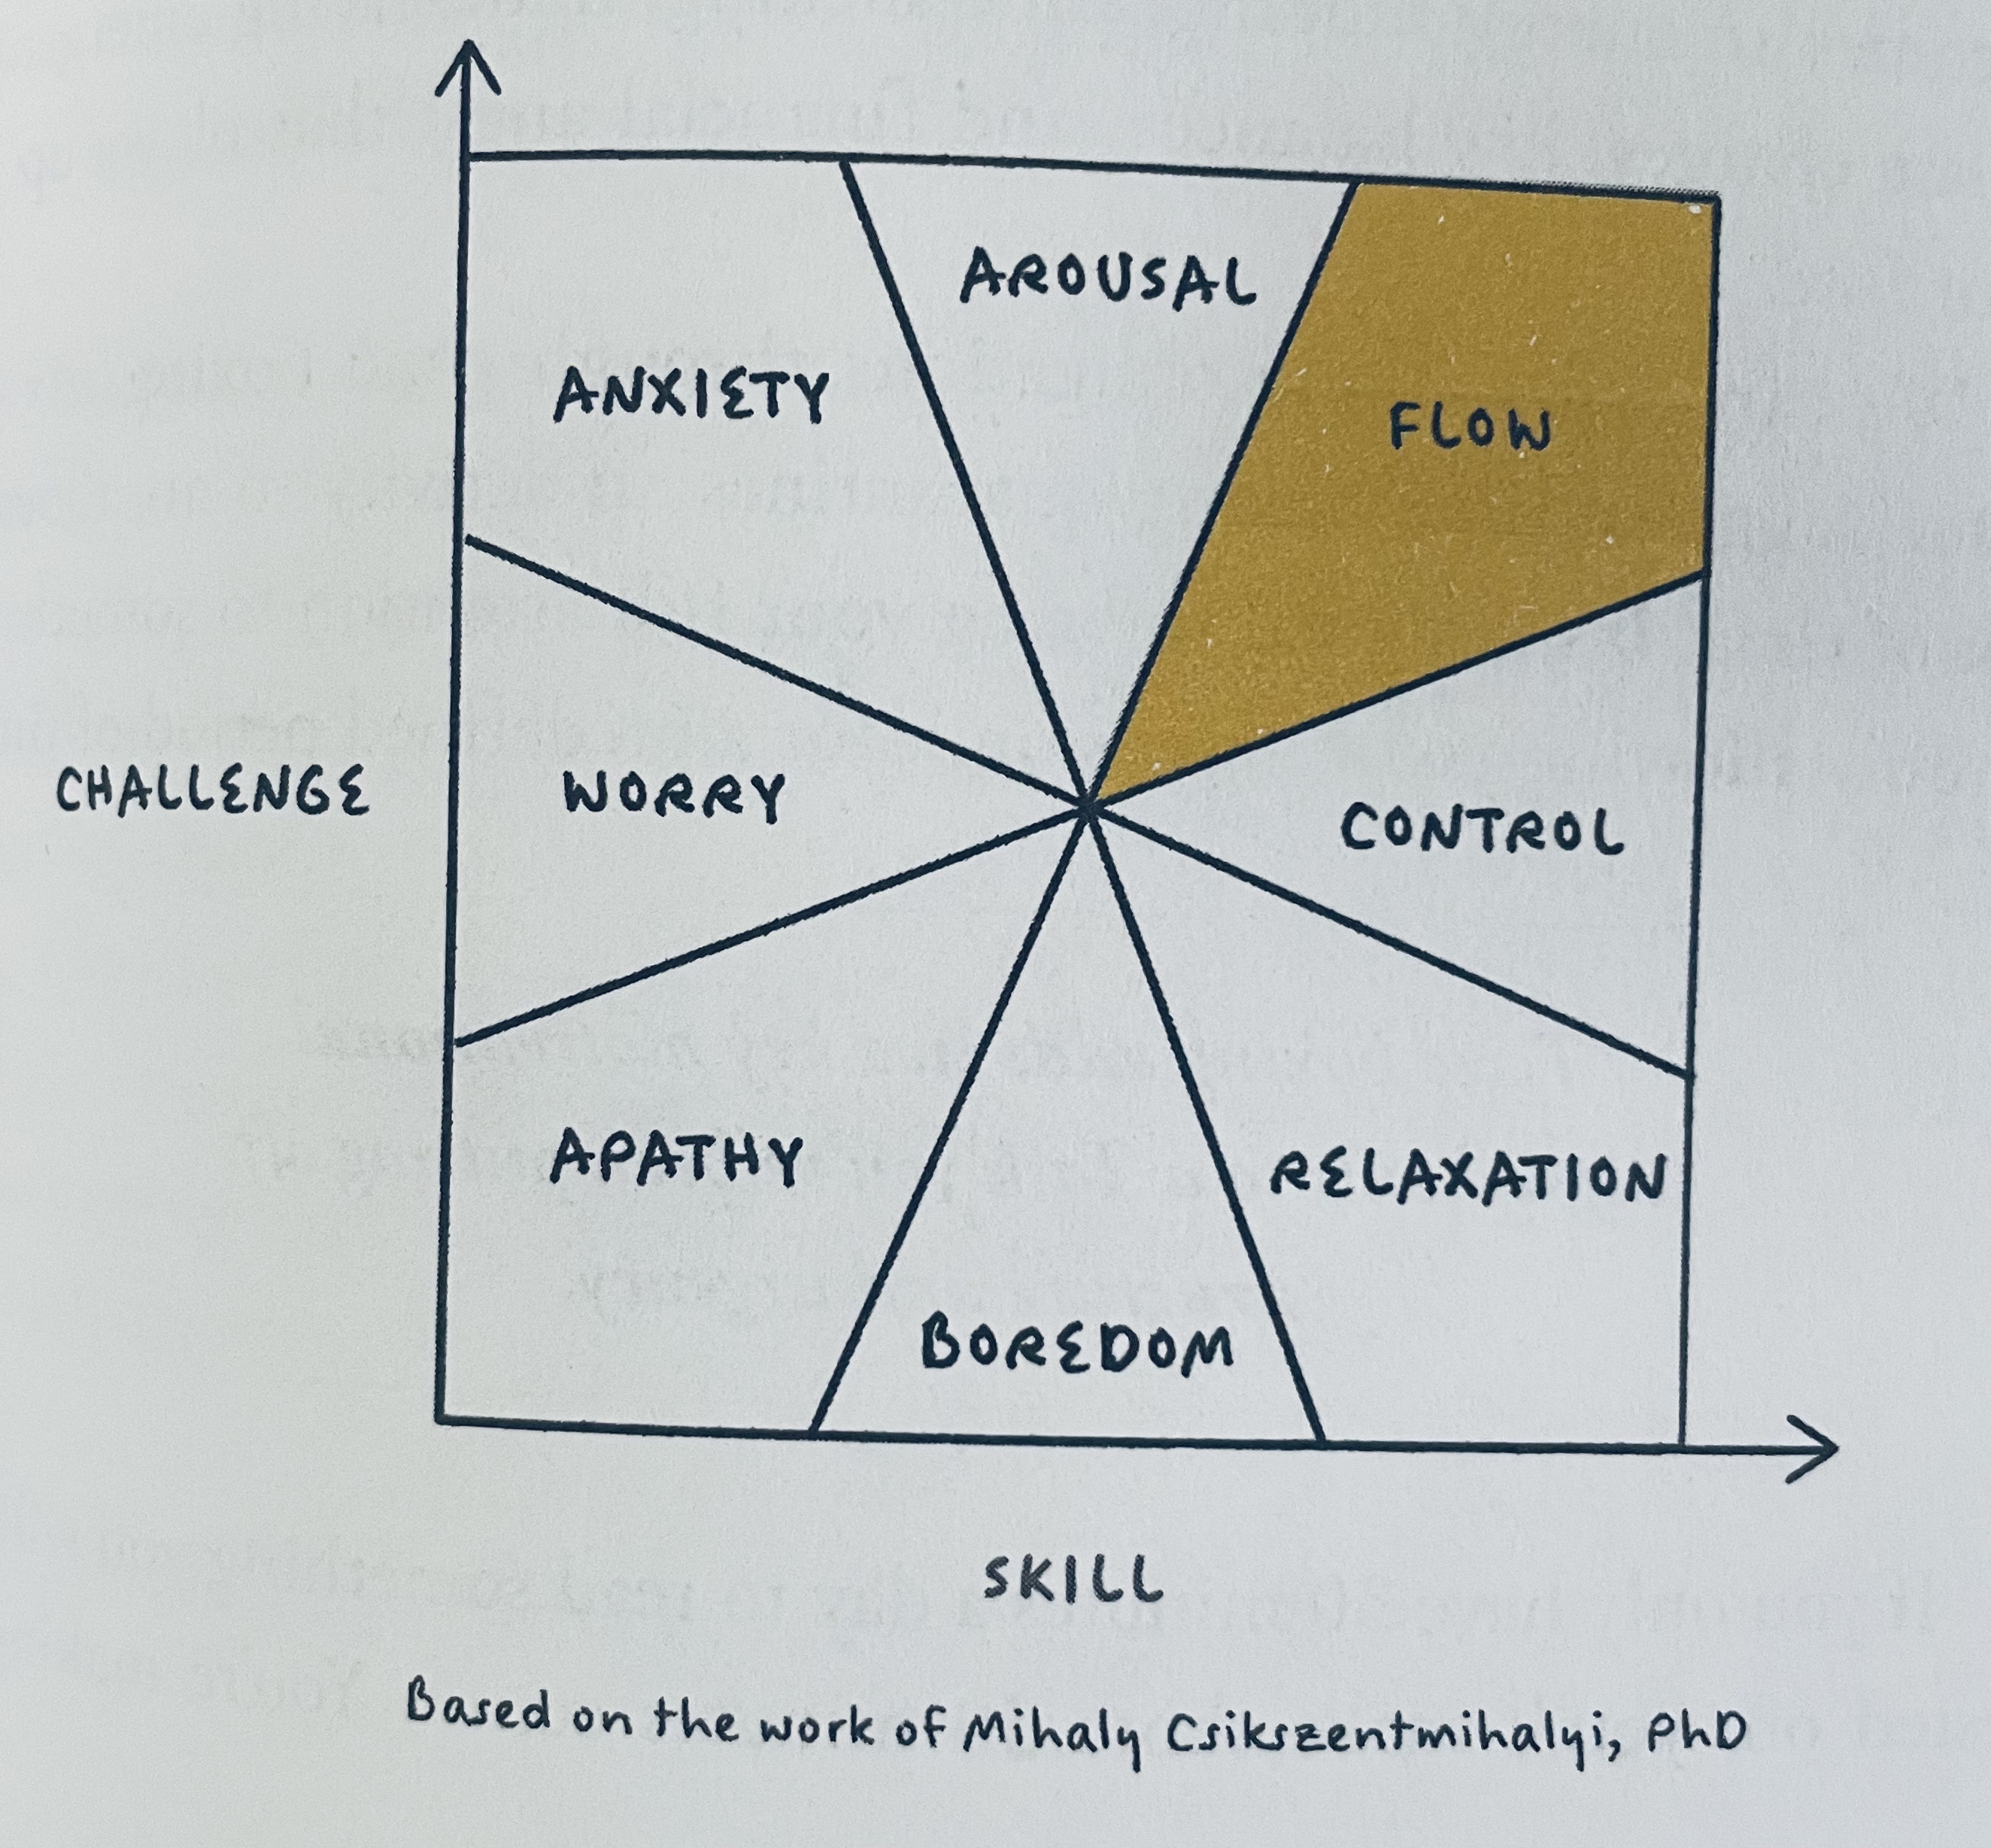 AROUSAL
ANXIETY
FLOW
CHALLENGE
WORRY
CONTROL
APATHY
RELAXATION
BOREDOM
SKILL
Based on the work of Mihaly Csikszentmihalyi, PhD